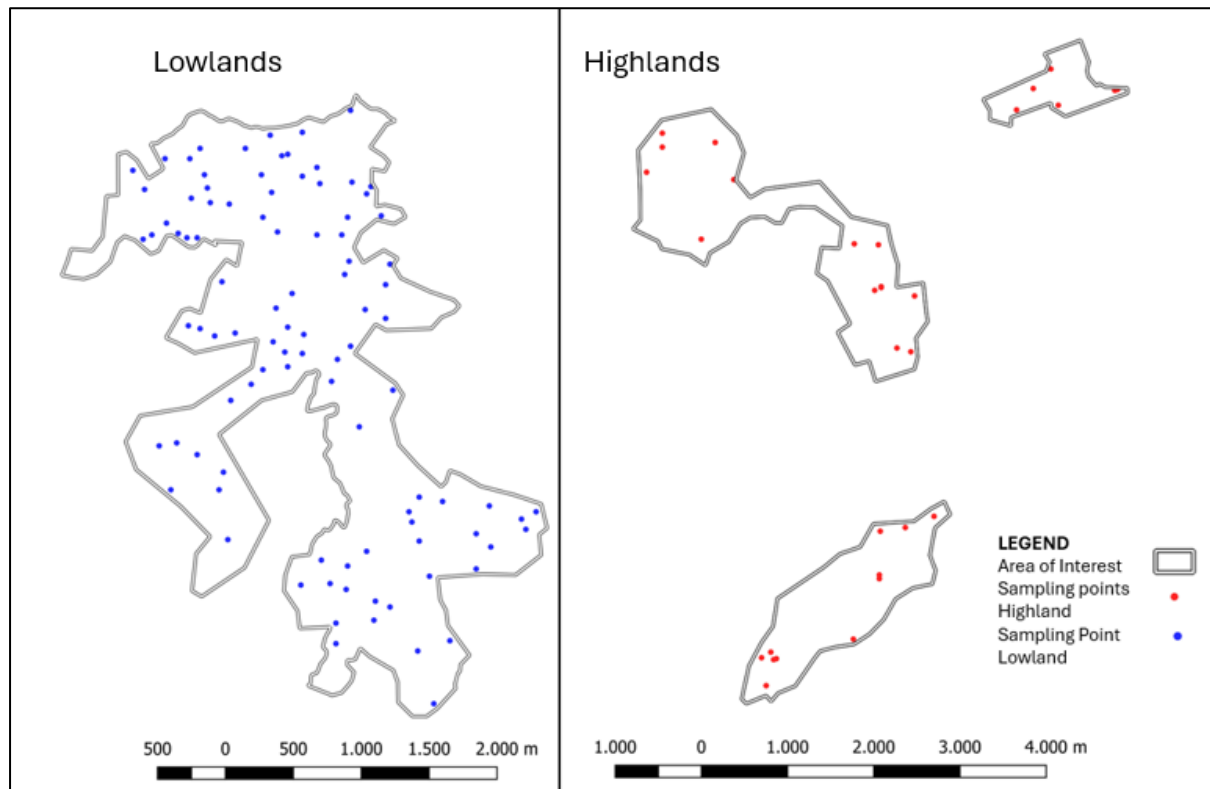 Lowlands
Highlands
LEGEND
Area of Interest
Sampling points
Highland
Sampling Point
Lowland
500 0 500 1.000 1.500 2.000 m
1.000 0 1.000 2.000 3.000 4.000 m